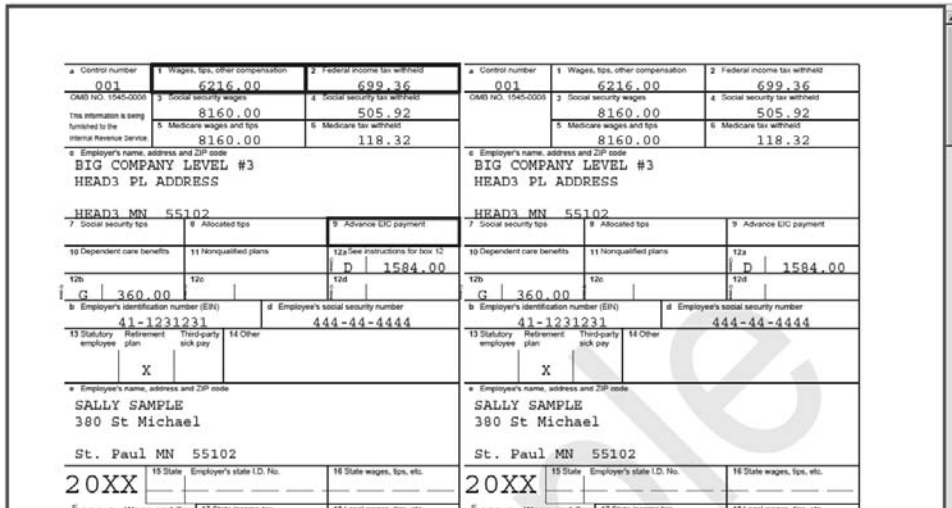 a Control number 1 Wages, tips, other compensation 2 Federal income tax withheld
001 6216.00 699.36
OMB NO. 1545-0008 3 Social security wages 4 Social security tax withheld
This information is being furnished to the Internal Revenue Service.
8160.00 505.92
5 Medicare wages and tips 6 Medicare tax withheld
8160.00 118.32
c Employer's name, address and ZIP code
BIG COMPANY LEVEL #3
HEAD3 PL ADDRESS
HEAD3 MN 55102
7 Social security tips 8 Allocated tips 9 Advance EIC payment
10 Dependent care benefits 11 Nonqualified plans 12a See instructions for box 12
D 1584.00
12b 12c 12d
G 360.00
b Employer's identification number (EIN) d Employee's social security number
41-1231231 444-44-4444
13 Statutory employee Retirement plan Third-party sick pay 14 Other
X
e Employee's name, address and ZIP code
SALLY SAMPLE
380 St Michael
St. Paul MN 55102
20XX 15 State Employer's state I.D. No. 16 State wages, tips, etc.
a Control number 1 Wages, tips, other compensation 2 Federal income tax withheld
001 6216.00 699.36
OMB NO. 1545-0008 3 Social security wages 4 Social security tax withheld
8160.00 505.92
5 Medicare wages and tips 6 Medicare tax withheld
8160.00 118.32
c Employer's name, address and ZIP code
BIG COMPANY LEVEL #3
HEAD3 PL ADDRESS
HEAD3 MN 55102
7 Social security tips 8 Allocated tips 9 Advance EIC payment
10 Dependent care benefits 11 Nonqualified plans 12a
D 1584.00
12b 12c 12d
G 360.00
b Employer's identification number (EIN) d Employee's social security number
41-1231231 444-44-4444
13 Statutory employee Retirement plan Third-party sick pay 14 Other
X
e Employee's name, address and ZIP code
SALLY SAMPLE
380 St Michael
St. Paul MN 55102
20XX 15 State Employer's state I.D. No. 16 State wages, tips, etc.